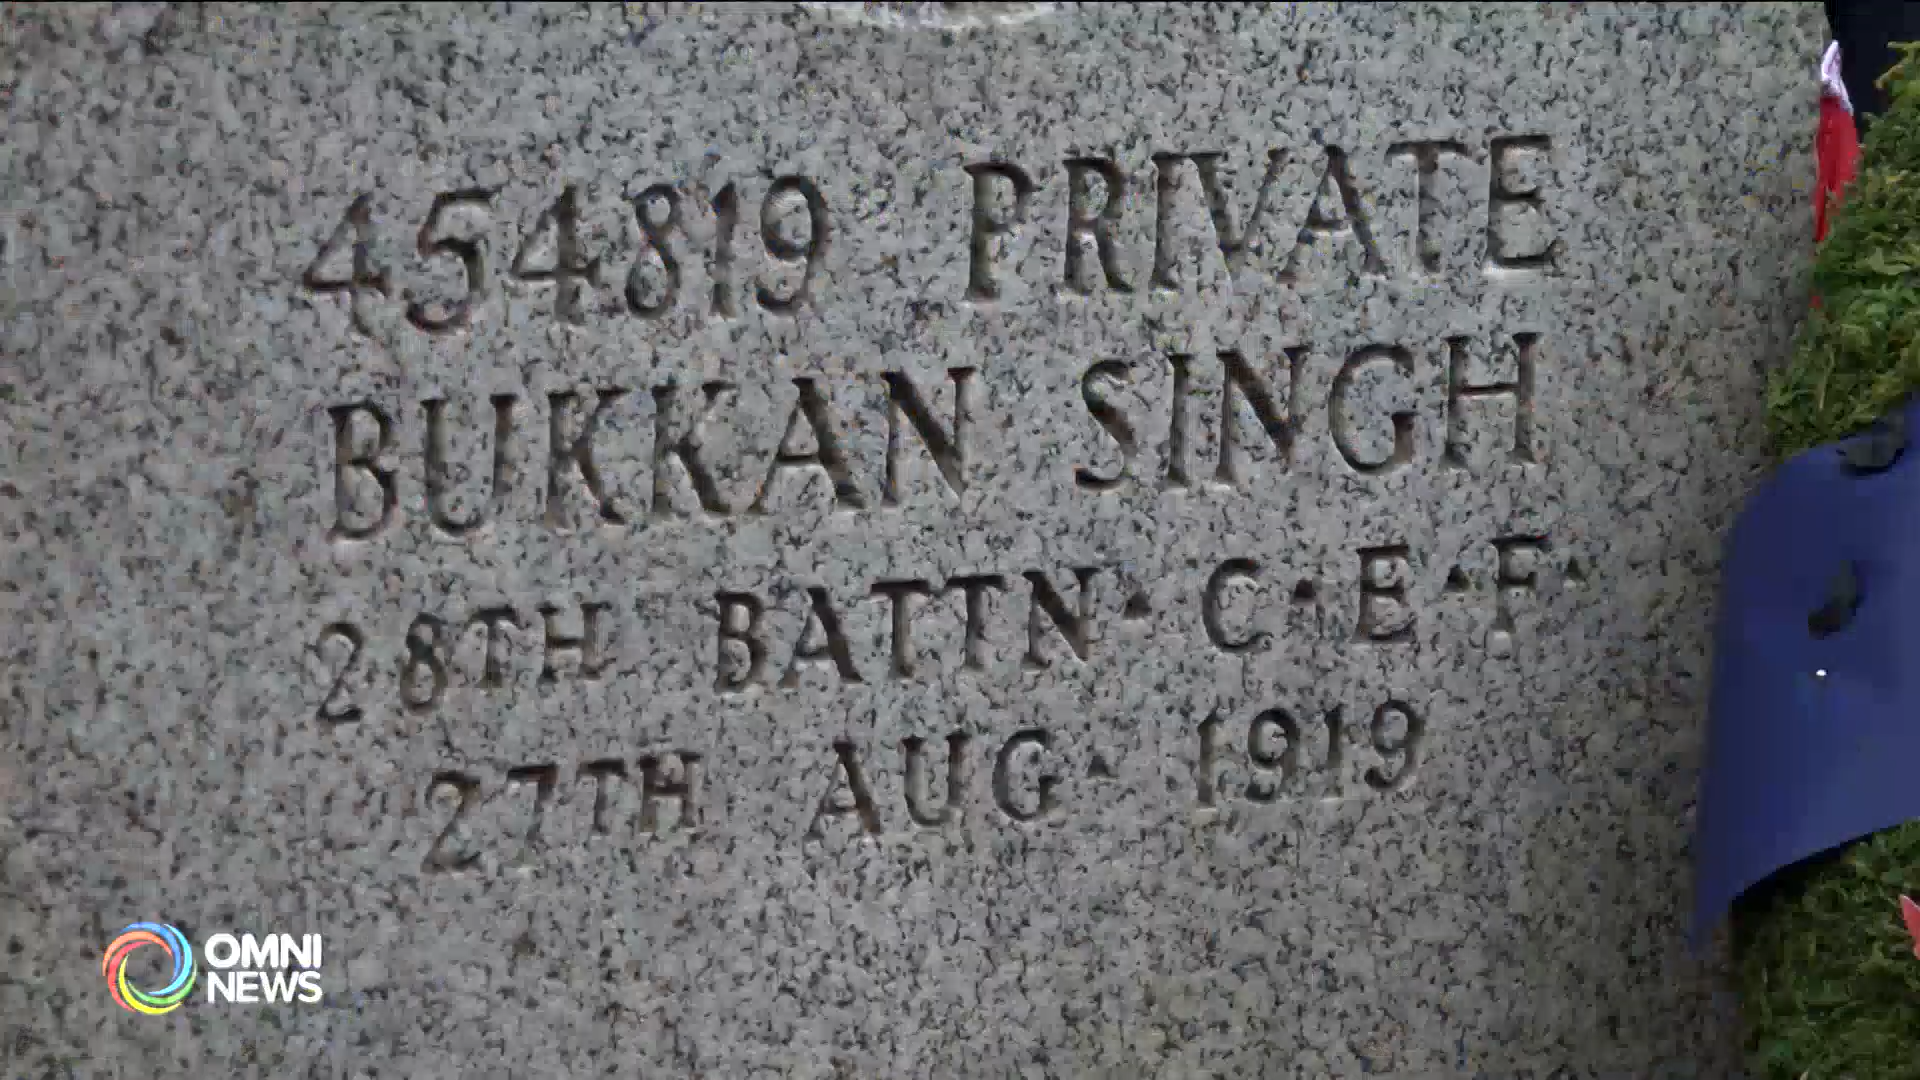 454819 PRIVATE
BUKKAN SINGH
28TH BATTN· C·E·F·
27TH AUG· 1919
OMNI
NEWS